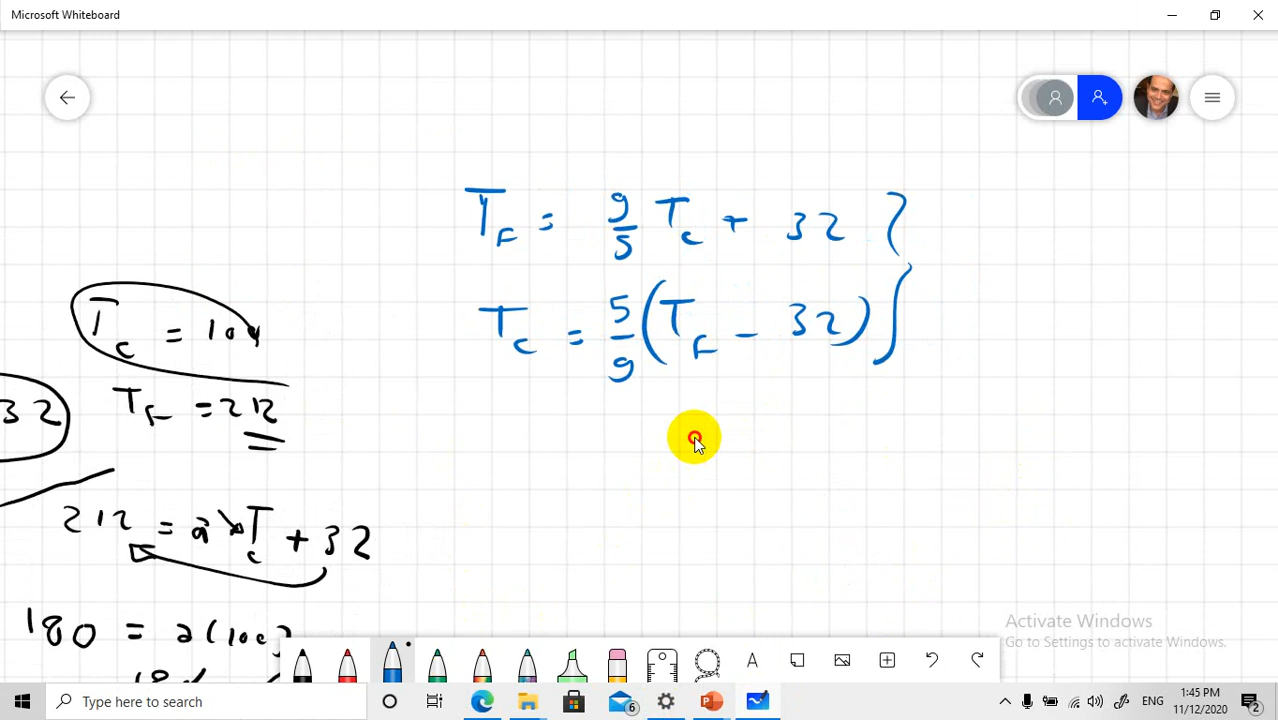 Microsoft Whiteboard
T_F = 9/5 T_c + 32 }
T_c = 5/9 (T_F - 32)
T_c = 100
32
T_F = 212
212 = a T_c + 32
180 = a (100)
Activate Windows
Go to Settings to activate Windows.
A
Type here to search
6
ENG
1:45 PM
11/12/2020
2